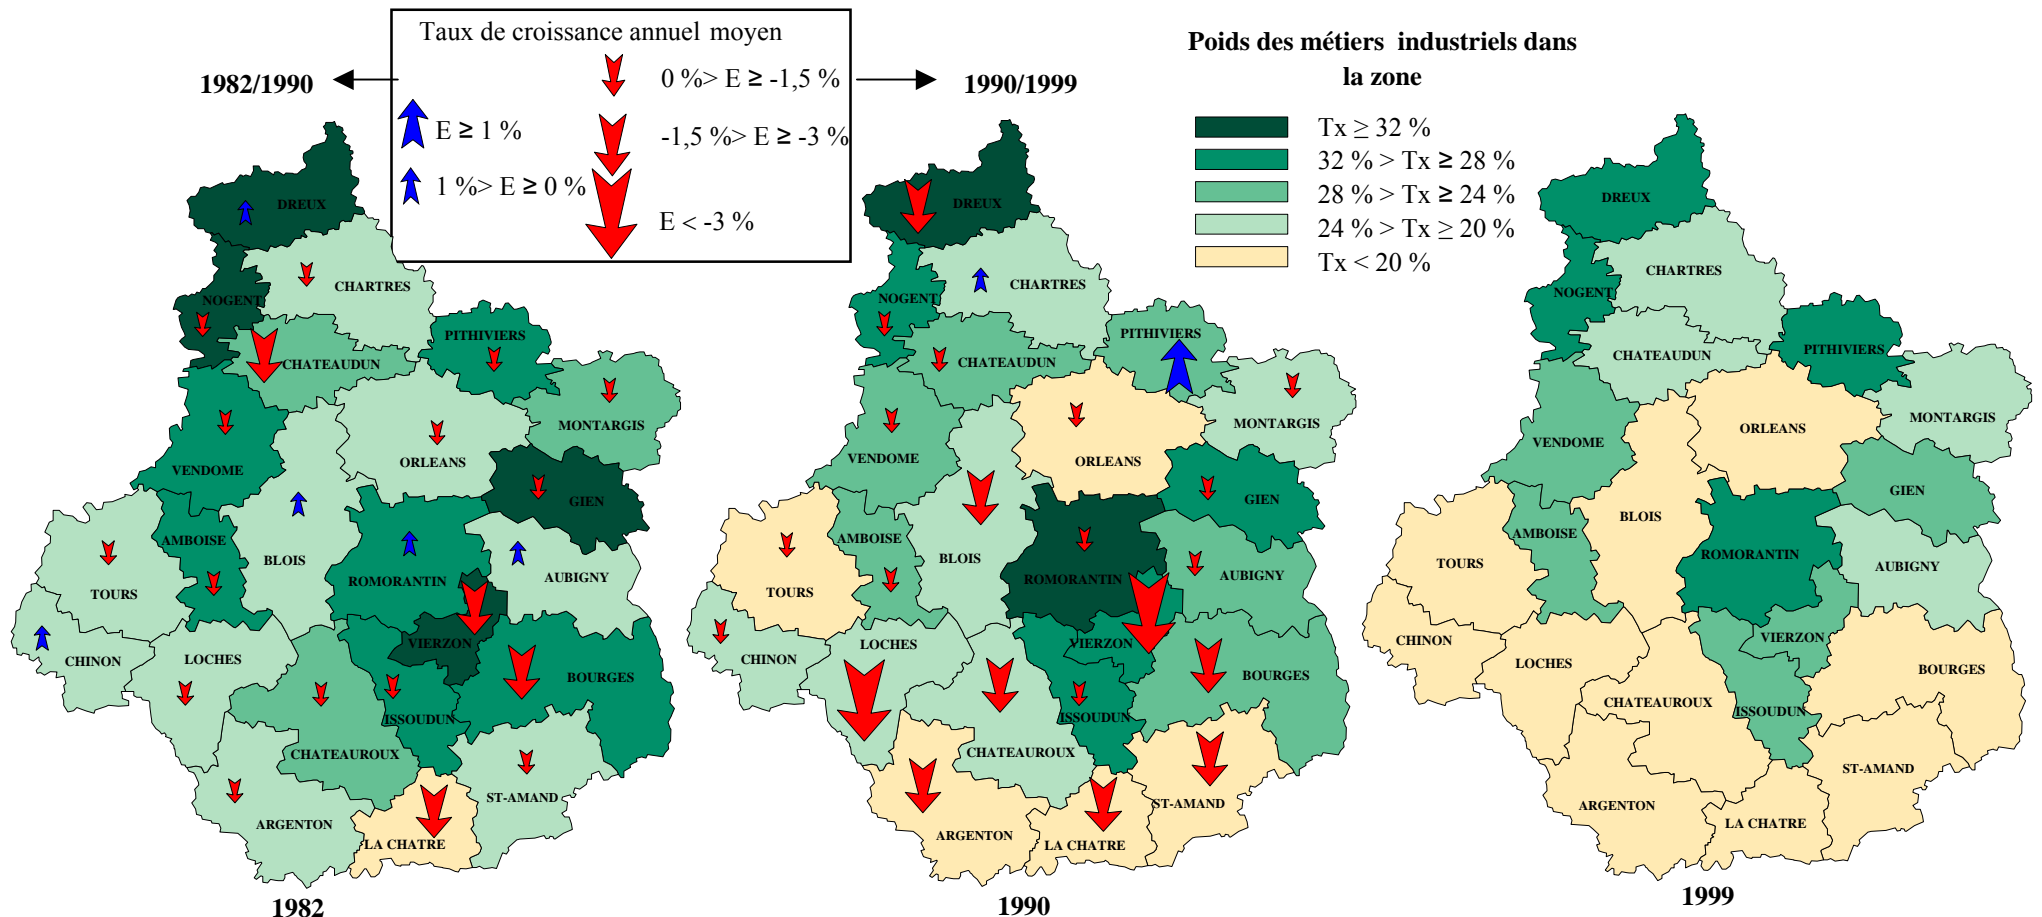 Taux de croissance annuel moyen
1982/1990
0 %> E ≥ -1,5 %
1990/1999
E ≥ 1 %
-1,5 %> E ≥ -3 %
1 %> E ≥ 0 %
E < -3 %
Poids des métiers industriels dans
la zone
Tx ≥ 32 %
32 % > Tx ≥ 28 %
28 % > Tx ≥ 24 %
24 % > Tx ≥ 20 %
Tx < 20 %
DREUX
CHARTRES
NOGENT
PITHIVIERS
CHATEAUDUN
MONTARGIS
ORLEANS
VENDOME
GIEN
AMBOISE
BLOIS
ROMORANTIN
AUBIGNY
TOURS
VIERZON
CHINON
LOCHES
BOURGES
ISSOUDUN
CHATEAUROUX
ST-AMAND
ARGENTON
LA CHATRE
1982
DREUX
CHARTRES
NOGENT
PITHIVIERS
CHATEAUDUN
MONTARGIS
ORLEANS
VENDOME
GIEN
AMBOISE
BLOIS
ROMORANTIN
AUBIGNY
TOURS
LOCHES
VIERZON
CHINON
BOURGES
ISSOUDUN
CHATEAUROUX
ST-AMAND
ARGENTON
LA CHATRE
1990
DREUX
CHARTRES
NOGENT
PITHIVIERS
CHATEAUDUN
MONTARGIS
ORLEANS
VENDOME
GIEN
BLOIS
AMBOISE
ROMORANTIN
TOURS
AUBIGNY
VIERZON
CHINON
LOCHES
BOURGES
CHATEAUROUX
ISSOUDUN
ST-AMAND
ARGENTON
LA CHATRE
1999